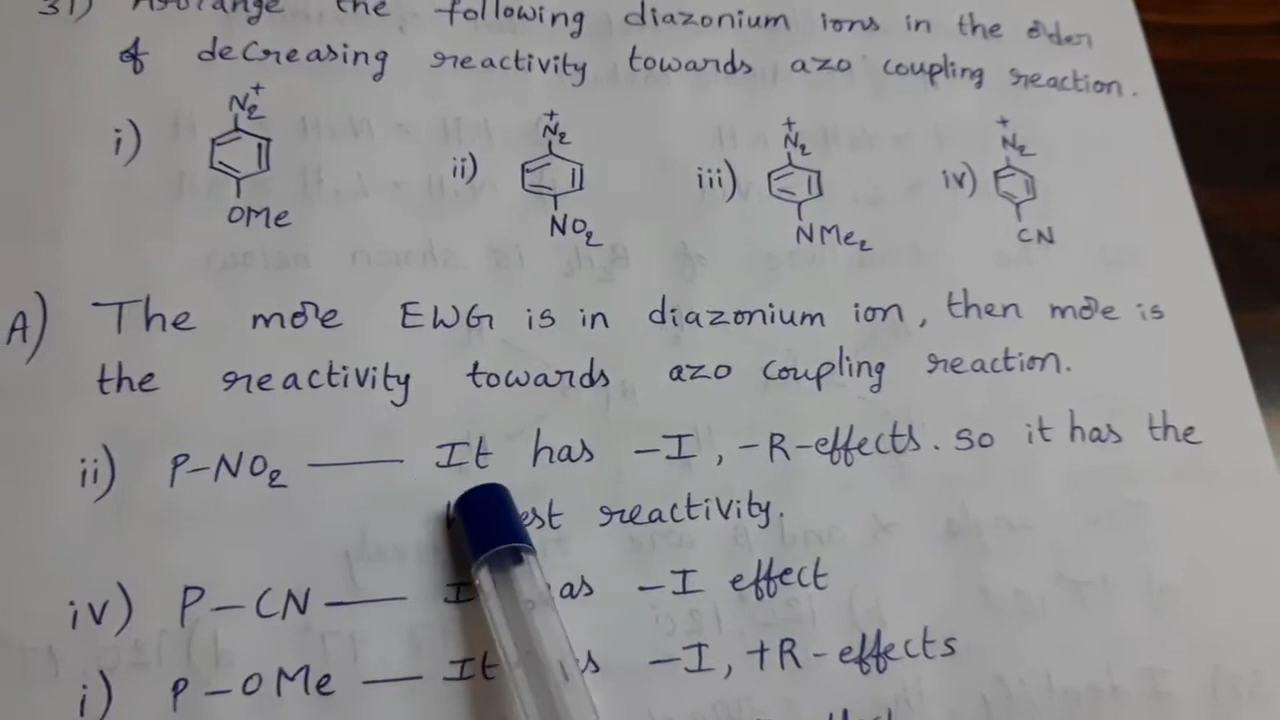 31) Arrange the following diazonium ions in the order
of decreasing reactivity towards azo coupling reaction.
i) N₂⁺ OMe ii) N₂⁺ NO₂ iii) N₂⁺ NMe₂ iv) N₂⁺ CN
A) The more EWG is in diazonium ion, then more is
the reactivity towards azo coupling reaction.
ii) P-NO₂ — It has -I, -R-effects. so it has the
est reactivity.
iv) P-CN — I as -I effect
i) P-OMe — It s -I, +R-effects